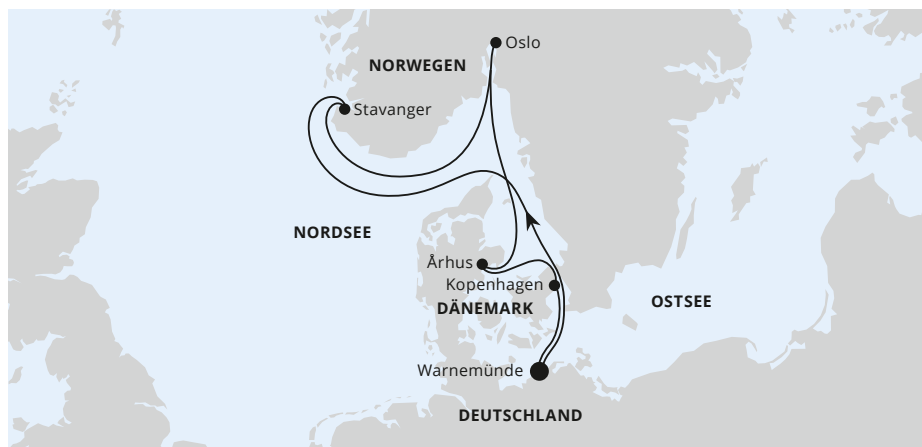 Oslo
NORWEGEN
Stavanger
NORDSEE
Århus
Kopenhagen
OSTSEE
DÄNEMARK
Warnemünde
DEUTSCHLAND